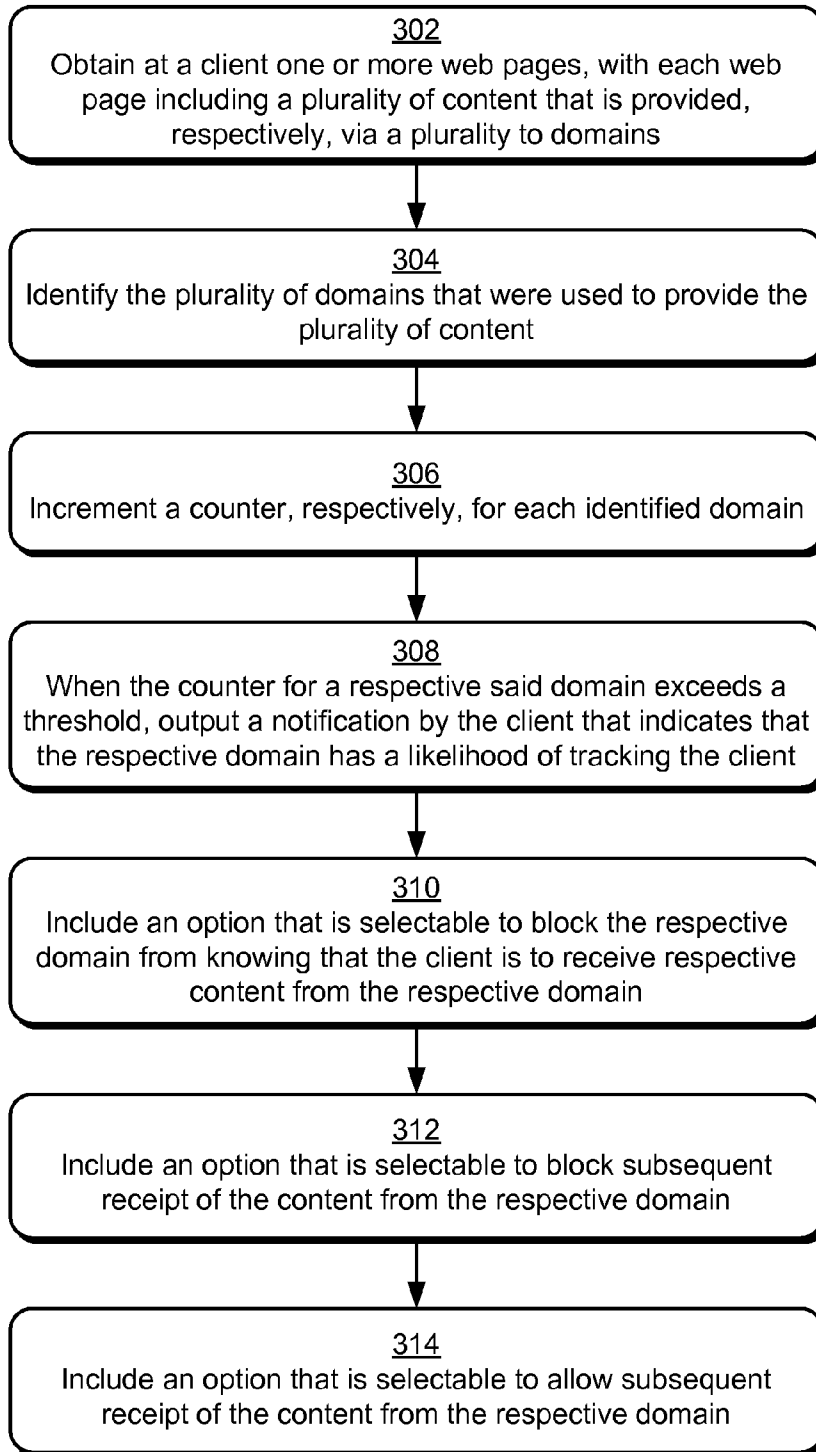 302
Obtain at a client one or more web pages, with each web
page including a plurality of content that is provided,
respectively, via a plurality to domains
304
Identify the plurality of domains that were used to provide the
plurality of content
306
Increment a counter, respectively, for each identified domain
308
When the counter for a respective said domain exceeds a
threshold, output a notification by the client that indicates that
the respective domain has a likelihood of tracking the client
310
Include an option that is selectable to block the respective
domain from knowing that the client is to receive respective
content from the respective domain
312
Include an option that is selectable to block subsequent
receipt of the content from the respective domain
314
Include an option that is selectable to allow subsequent
receipt of the content from the respective domain